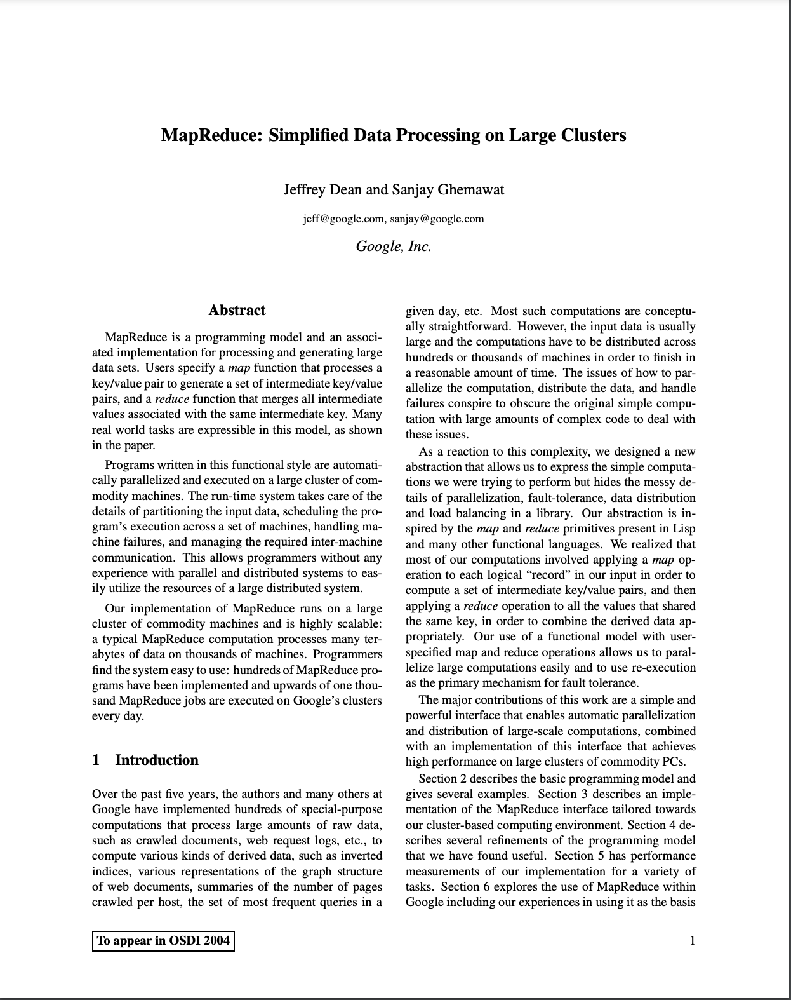 MapReduce: Simplified Data Processing on Large Clusters
Jeffrey Dean and Sanjay Ghemawat
jeff@google.com, sanjay@google.com
Google, Inc.
Abstract
MapReduce is a programming model and an associ-
ated implementation for processing and generating large
data sets. Users specify a map function that processes a
key/value pair to generate a set of intermediate key/value
pairs, and a reduce function that merges all intermediate
values associated with the same intermediate key. Many
real world tasks are expressible in this model, as shown
in the paper.
Programs written in this functional style are automati-
cally parallelized and executed on a large cluster of com-
modity machines. The run-time system takes care of the
details of partitioning the input data, scheduling the pro-
gram's execution across a set of machines, handling ma-
chine failures, and managing the required inter-machine
communication. This allows programmers without any
experience with parallel and distributed systems to eas-
ily utilize the resources of a large distributed system.
Our implementation of MapReduce runs on a large
cluster of commodity machines and is highly scalable:
a typical MapReduce computation processes many ter-
abytes of data on thousands of machines. Programmers
find the system easy to use: hundreds of MapReduce pro-
grams have been implemented and upwards of one thou-
sand MapReduce jobs are executed on Google's clusters
every day.
1 Introduction
Over the past five years, the authors and many others at
Google have implemented hundreds of special-purpose
computations that process large amounts of raw data,
such as crawled documents, web request logs, etc., to
compute various kinds of derived data, such as inverted
indices, various representations of the graph structure
of web documents, summaries of the number of pages
crawled per host, the set of most frequent queries in a
given day, etc. Most such computations are conceptu-
ally straightforward. However, the input data is usually
large and the computations have to be distributed across
hundreds or thousands of machines in order to finish in
a reasonable amount of time. The issues of how to par-
allelize the computation, distribute the data, and handle
failures conspire to obscure the original simple compu-
tation with large amounts of complex code to deal with
these issues.
As a reaction to this complexity, we designed a new
abstraction that allows us to express the simple computa-
tions we were trying to perform but hides the messy de-
tails of parallelization, fault-tolerance, data distribution
and load balancing in a library. Our abstraction is in-
spired by the map and reduce primitives present in Lisp
and many other functional languages. We realized that
most of our computations involved applying a map op-
eration to each logical “record” in our input in order to
compute a set of intermediate key/value pairs, and then
applying a reduce operation to all the values that shared
the same key, in order to combine the derived data ap-
propriately. Our use of a functional model with user-
specified map and reduce operations allows us to paral-
lelize large computations easily and to use re-execution
as the primary mechanism for fault tolerance.
The major contributions of this work are a simple and
powerful interface that enables automatic parallelization
and distribution of large-scale computations, combined
with an implementation of this interface that achieves
high performance on large clusters of commodity PCs.
Section 2 describes the basic programming model and
gives several examples. Section 3 describes an imple-
mentation of the MapReduce interface tailored towards
our cluster-based computing environment. Section 4 de-
scribes several refinements of the programming model
that we have found useful. Section 5 has performance
measurements of our implementation for a variety of
tasks. Section 6 explores the use of MapReduce within
Google including our experiences in using it as the basis
To appear in OSDI 2004
1